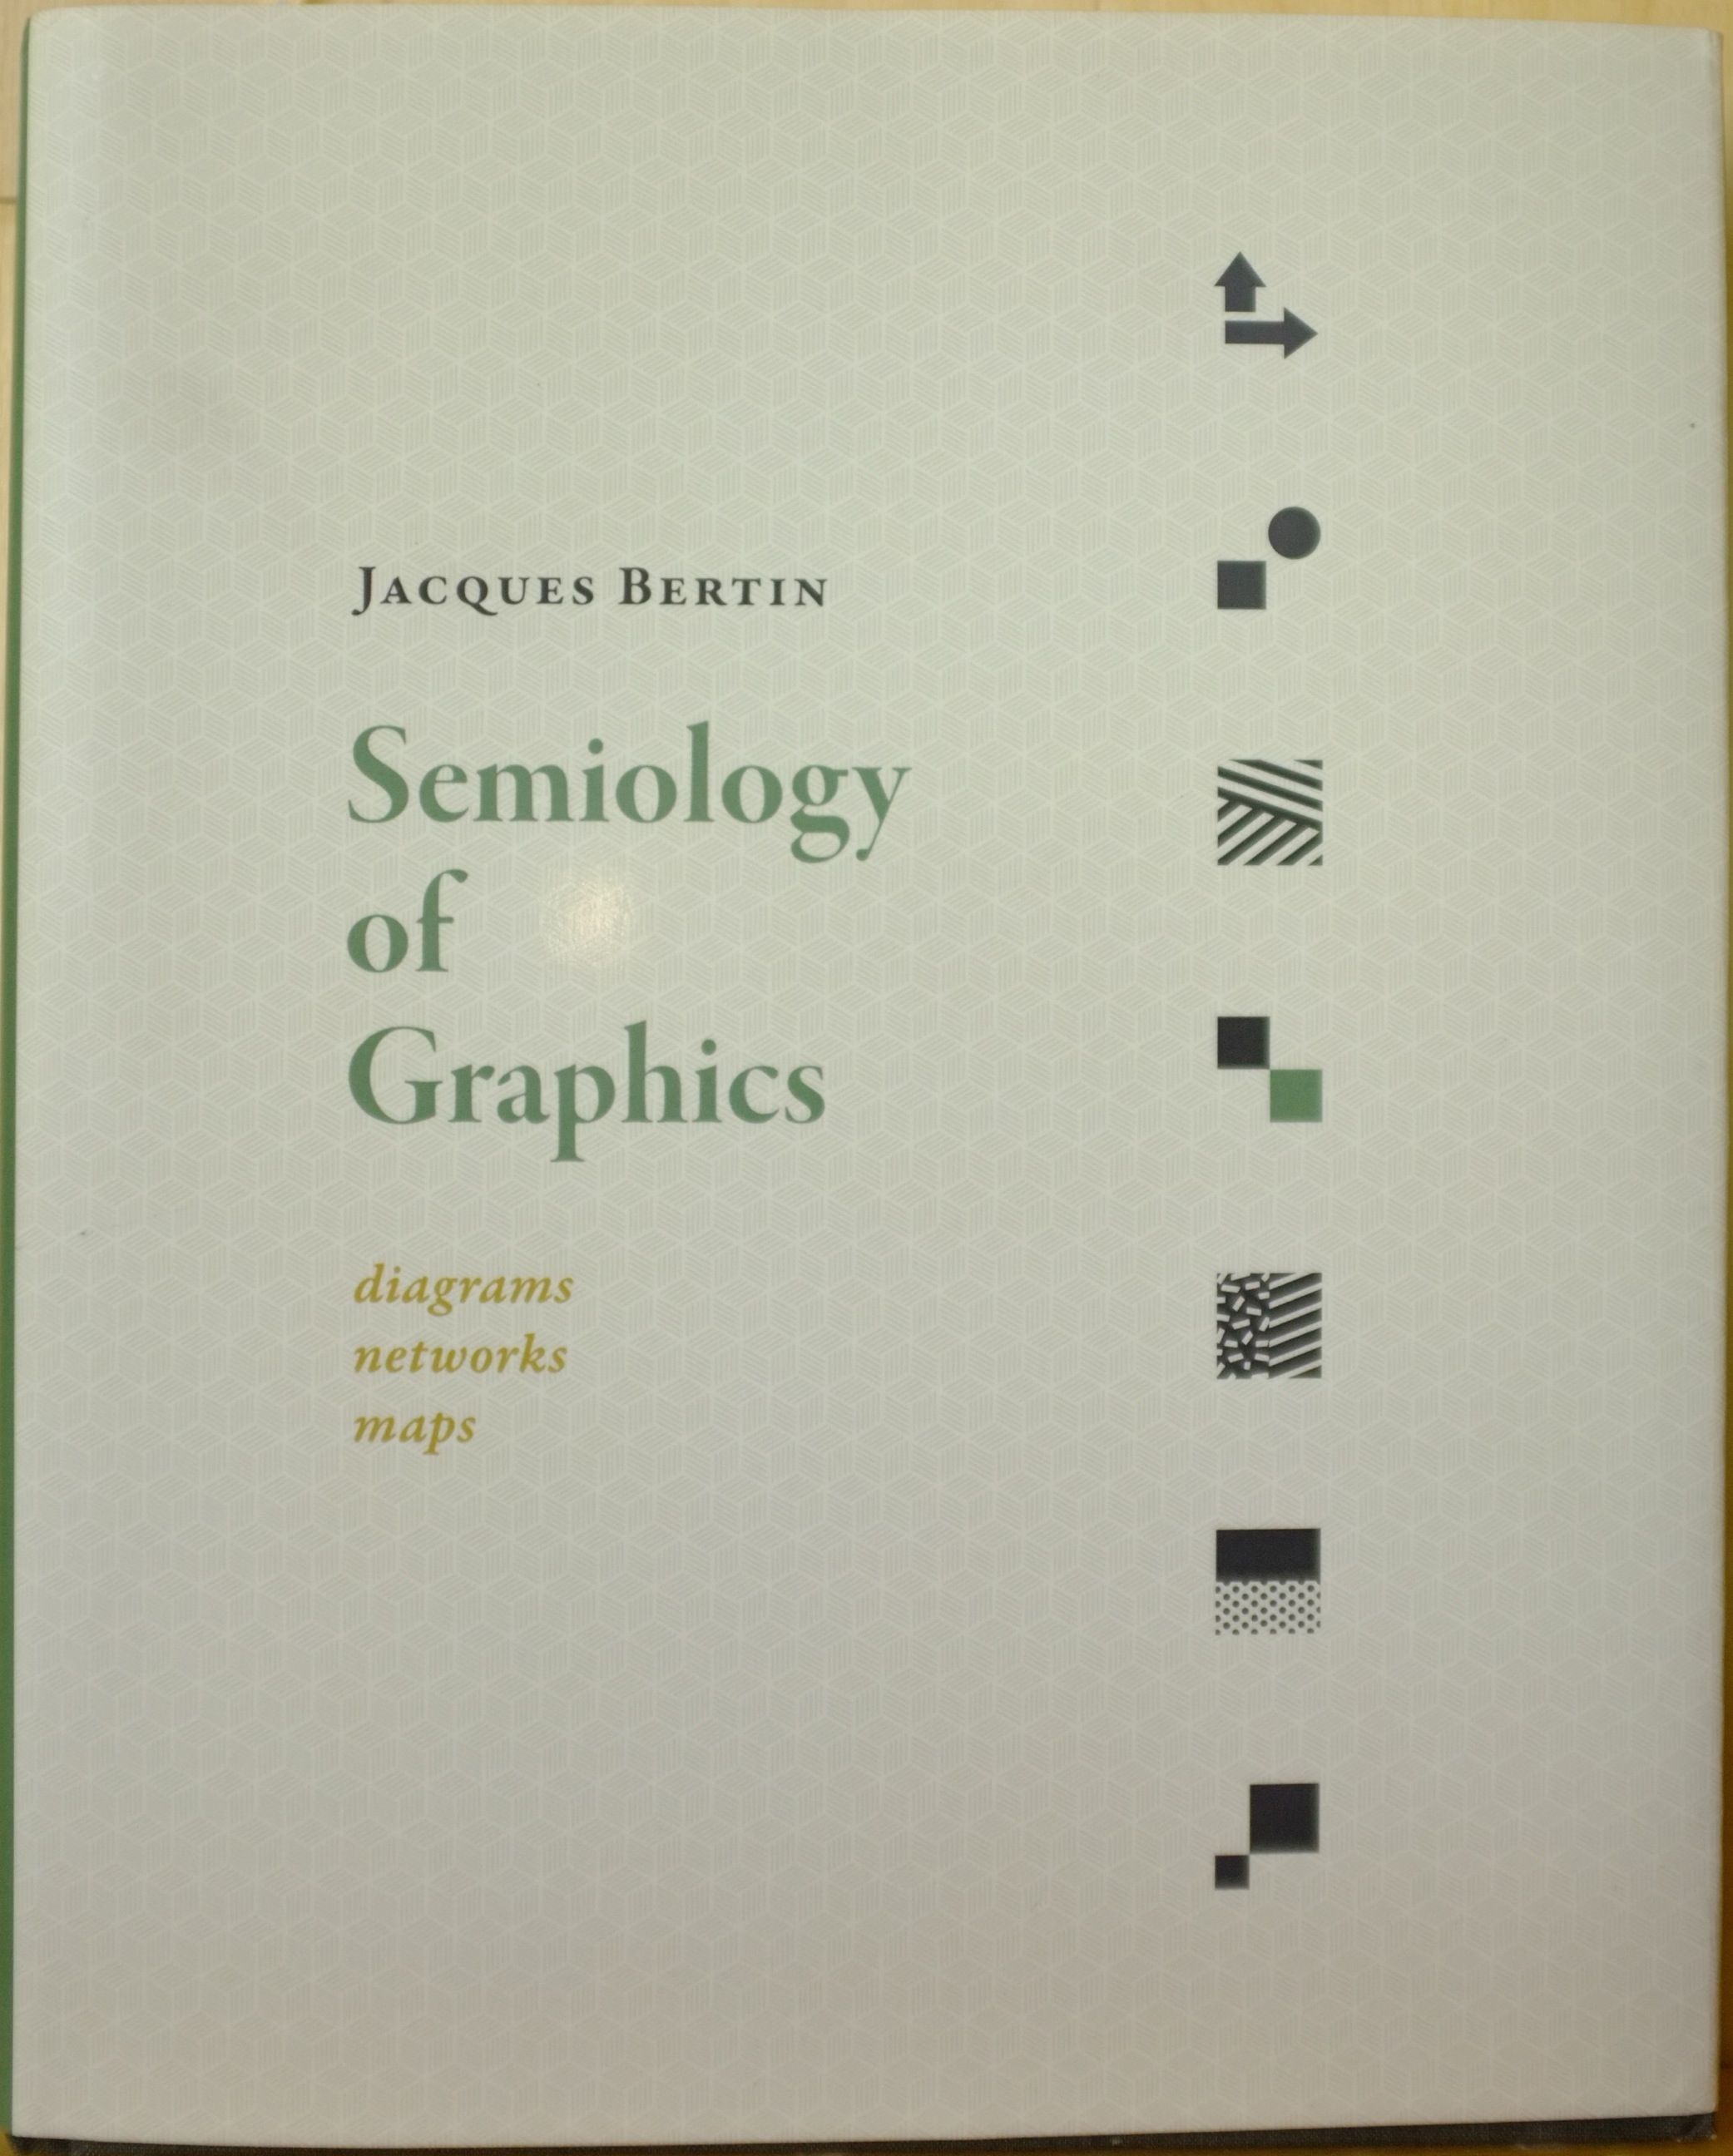 Jacques Bertin
Semiology
of
Graphics
diagrams
networks
maps